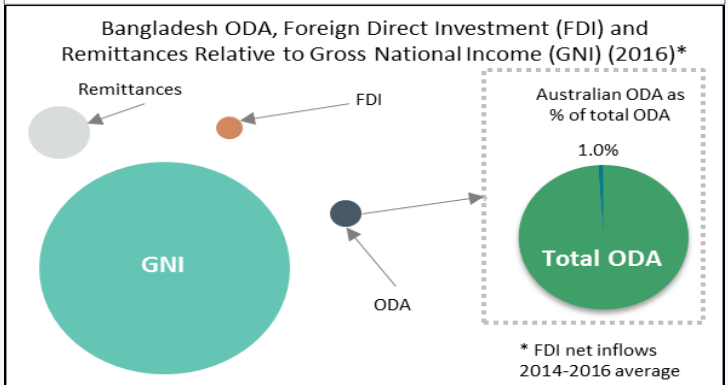 Bangladesh ODA, Foreign Direct Investment (FDI) and
Remittances Relative to Gross National Income (GNI) (2016)*
Remittances
FDI
Australian ODA as
% of total ODA
1.0%
GNI
Total ODA
ODA
* FDI net inflows
2014-2016 average